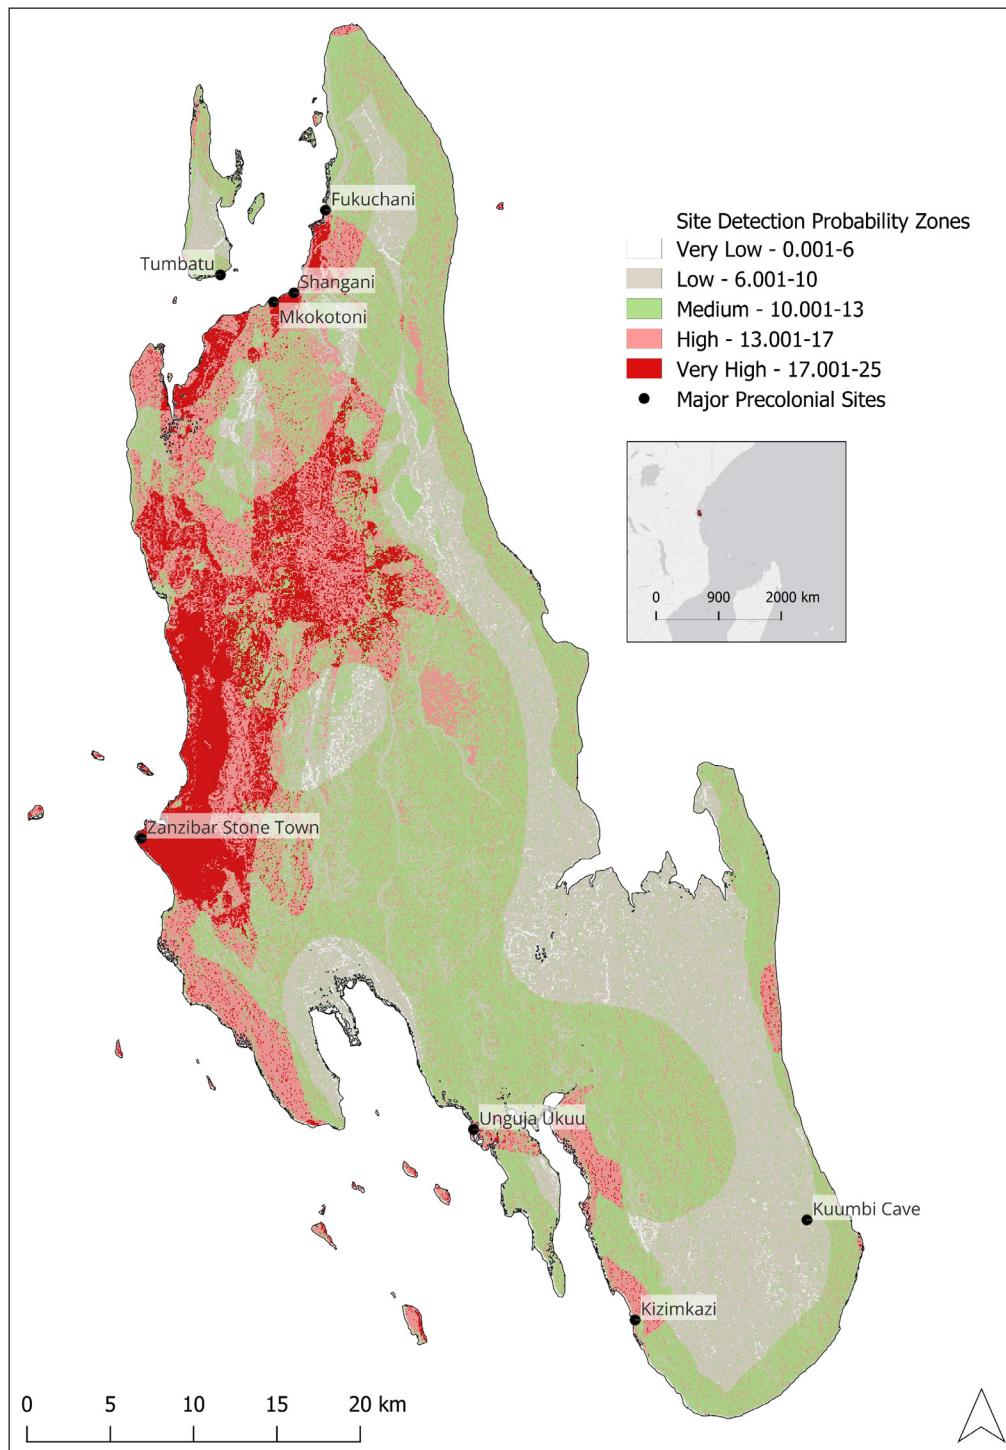 Fukuchani
Site Detection Probability Zones
Very Low - 0.001-6
Low - 6.001-10
Medium - 10.001-13
High - 13.001-17
Very High - 17.001-25
Major Precolonial Sites
Tumbatu
Shangani
Mkokotoni
0 900 2000 km
Zanzibar Stone Town
Unguja Ukuu
Kuumbi Cave
Kizimkazi
0 5 10 15 20 km